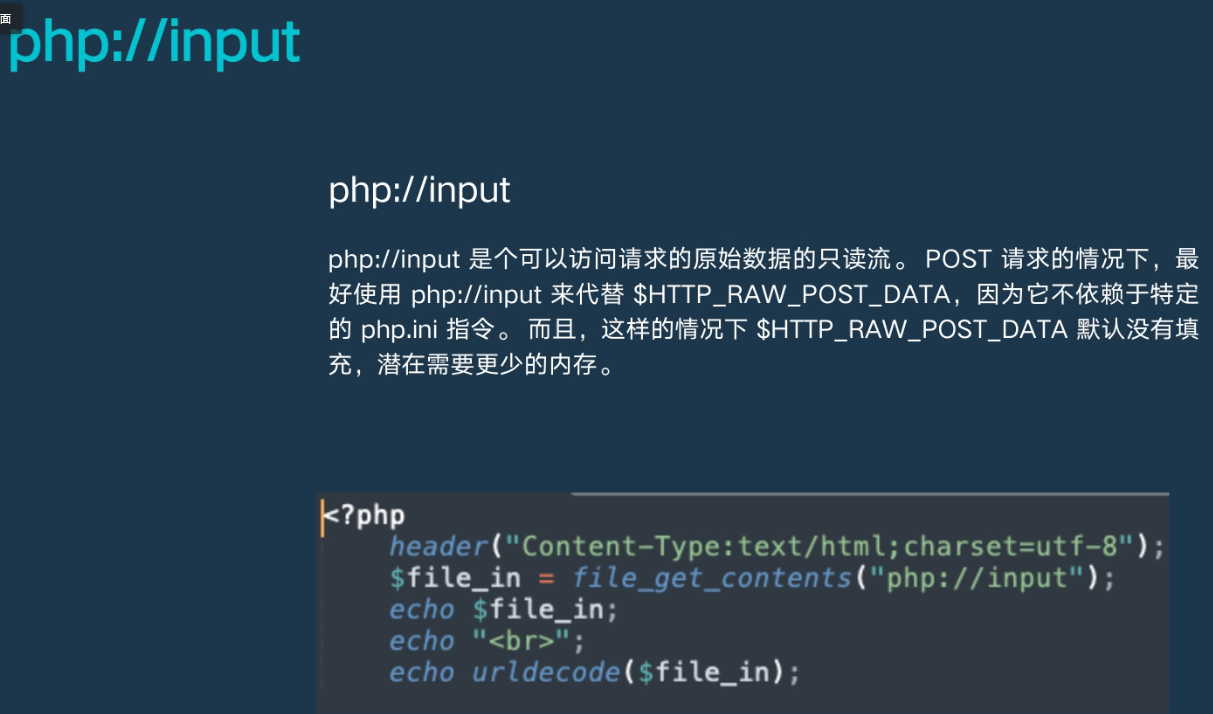 面
php://input
php://input
php://input 是个可以访问请求的原始数据的只读流。 POST 请求的情况下，最
好使用 php://input 来代替 $HTTP_RAW_POST_DATA，因为它不依赖于特定
的 php.ini 指令。 而且，这样的情况下 $HTTP_RAW_POST_DATA 默认没有填
充，潜在需要更少的内存。
<?php
header("Content-Type:text/html;charset=utf-8");
$file_in = file_get_contents("php://input");
echo $file_in;
echo "<br>";
echo urldecode($file_in);